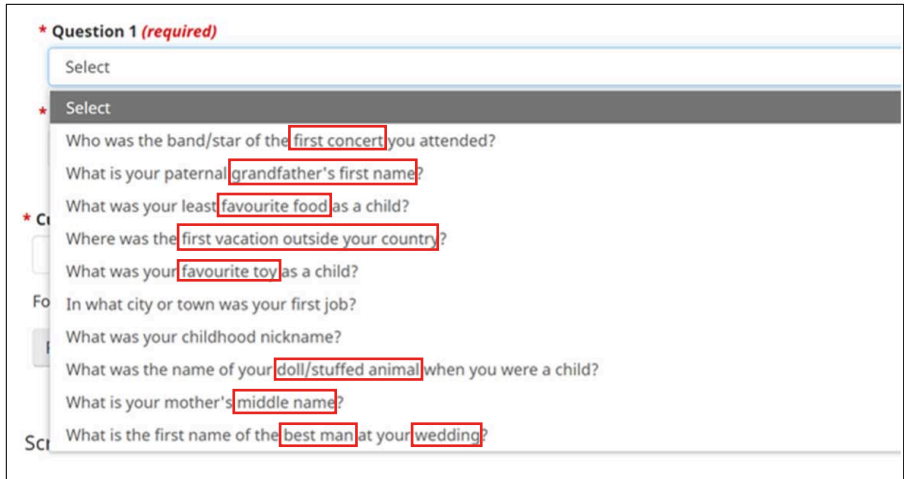 * Question 1 (required)
Select
* Select
Who was the band/star of the first concert you attended?
What is your paternal grandfather's first name?
What was your least favourite food as a child?
* Where was the first vacation outside your country?
What was your favourite toy as a child?
In what city or town was your first job?
What was your childhood nickname?
What was the name of your doll/stuffed animal when you were a child?
What is your mother's middle name?
What is the first name of the best man at your wedding?